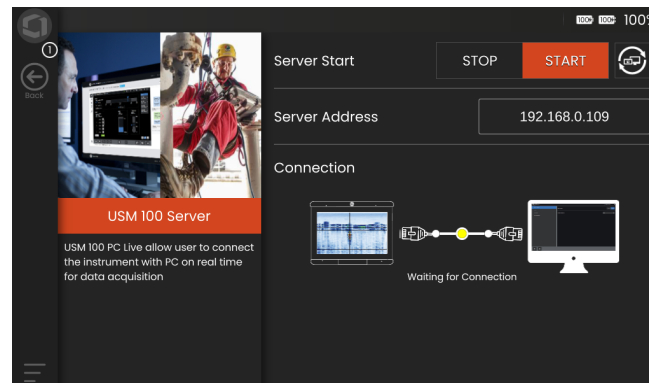 100+ 100+ 100%
1
Back
Server Start
STOP
START
Server Address
192.168.0.109
Connection
USM 100 Server
USM 100 PC Live allow user to connect
the instrument with PC on real time
for data acquisition
Waiting for Connection